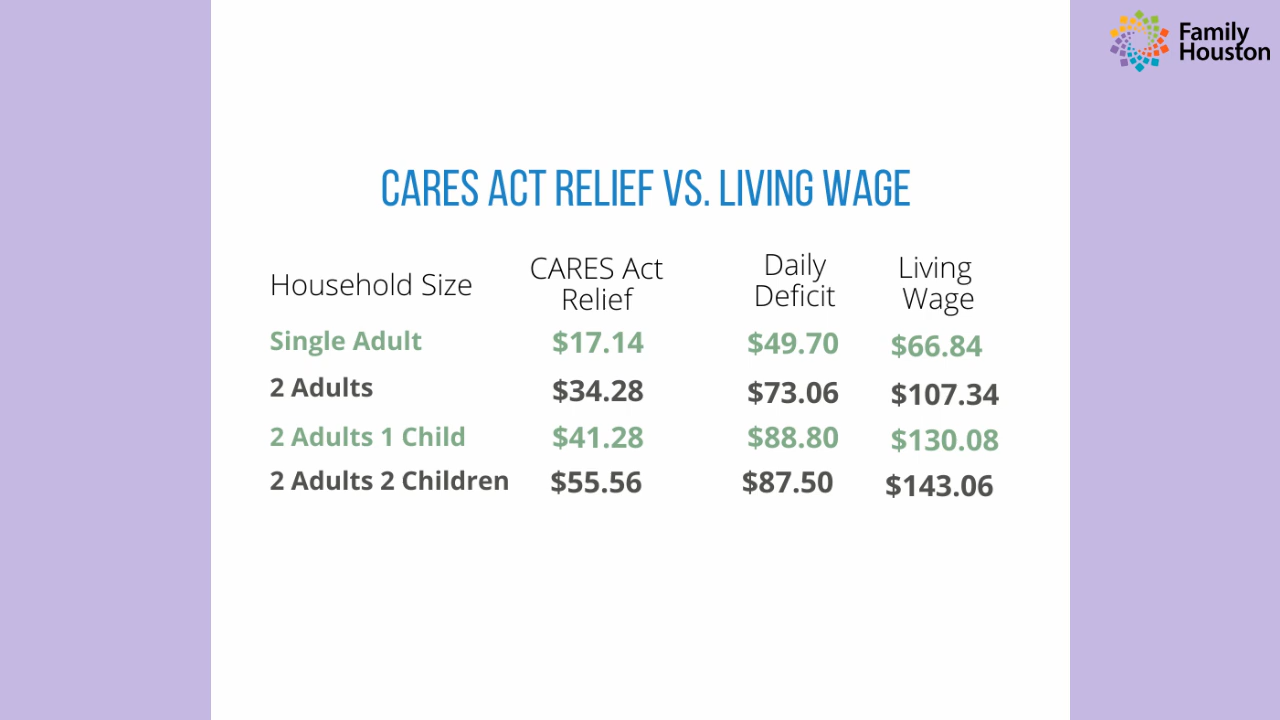 Family
Houston
CARES ACT RELIEF VS. LIVING WAGE
Household Size CARES Act Relief Daily Deficit Living Wage
Single Adult $17.14 $49.70 $66.84
2 Adults $34.28 $73.06 $107.34
2 Adults 1 Child $41.28 $88.80 $130.08
2 Adults 2 Children $55.56 $87.50 $143.06